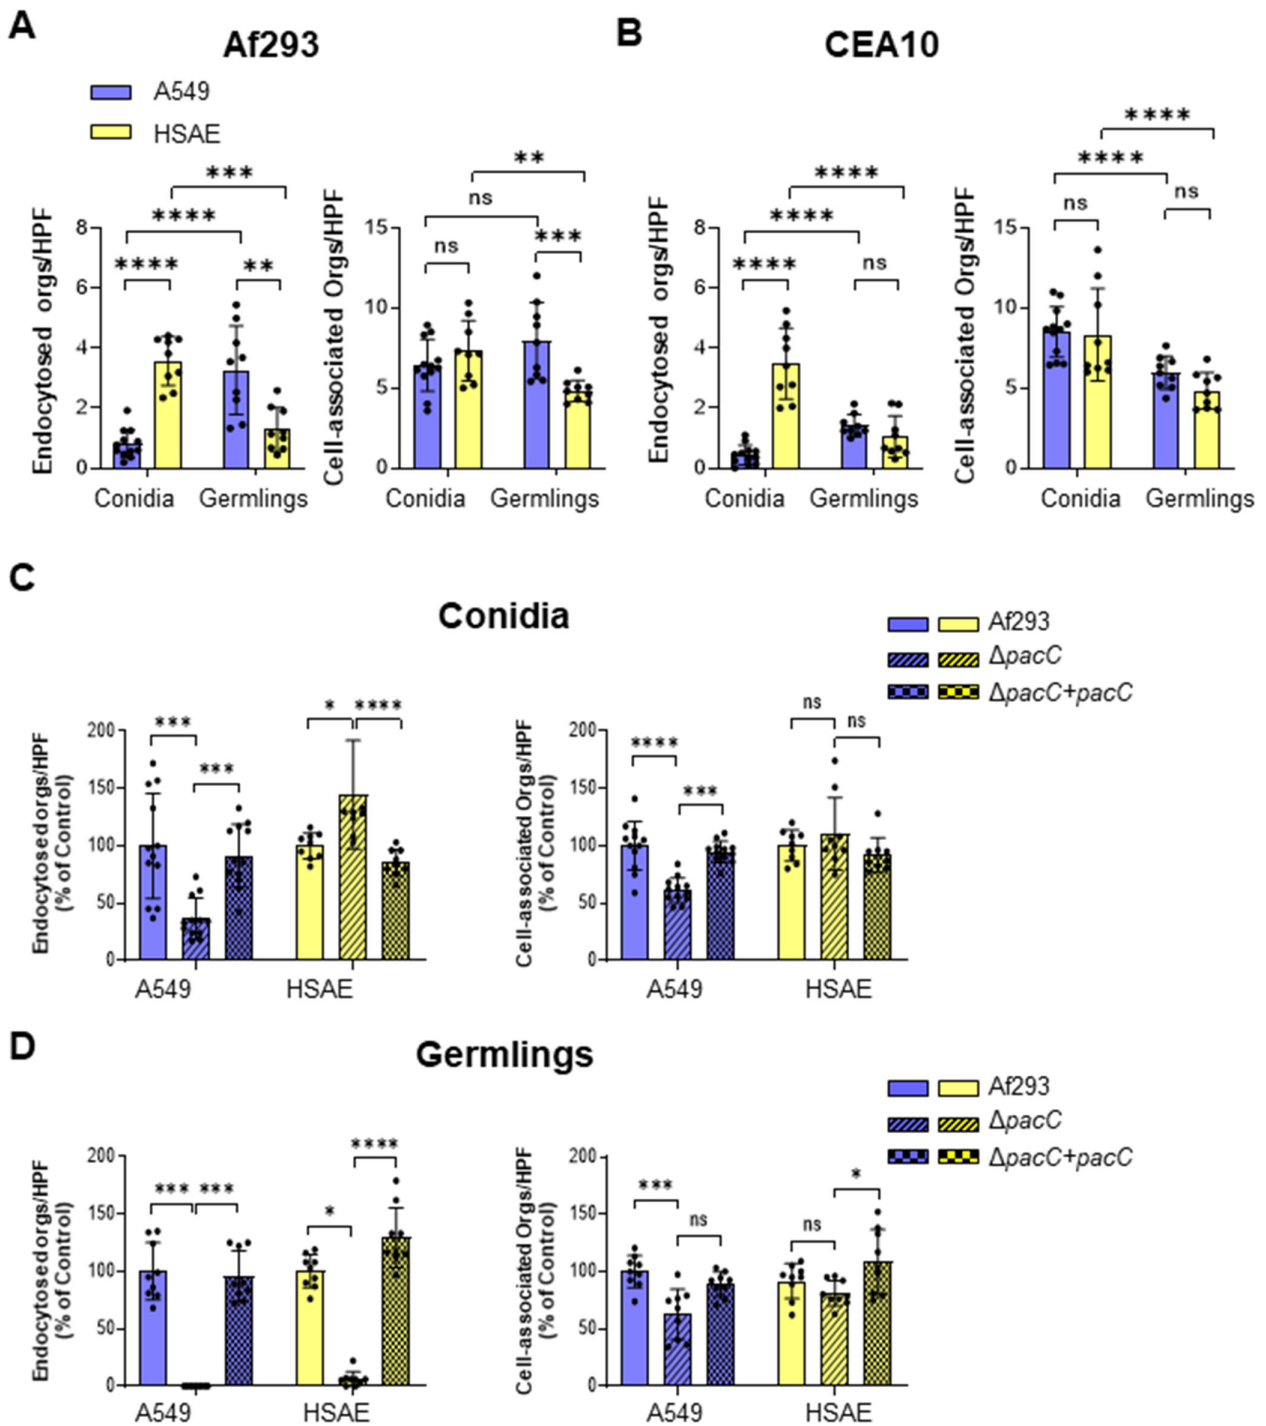 A
Af293
A549
HSAE
Endocytosed orgs/HPF
8
6
4
2
0
****
**
****
***
Conidia
Germlings
Cell-associated Orgs/HPF
15
10
5
0
ns
***
ns
**
Conidia
Germlings
B
CEA10
Endocytosed orgs/HPF
8
6
4
2
0
****
ns
****
****
Conidia
Germlings
Cell-associated Orgs/HPF
15
10
5
0
ns
ns
****
****
Conidia
Germlings
C
Conidia
Af293
ΔpacC
ΔpacC+pacC
Endocytosed orgs/HPF
(% of Control)
200
150
100
50
0
***
***
*
****
A549
HSAE
Cell-associated Orgs/HPF
(% of Control)
200
150
100
50
0
****
***
ns
ns
A549
HSAE
D
Germlings
Af293
ΔpacC
ΔpacC+pacC
Endocytosed orgs/HPF
(% of Control)
200
150
100
50
0
***
***
*
****
A549
HSAE
Cell-associated Orgs/HPF
(% of Control)
200
150
100
50
0
***
ns
ns
*
A549
HSAE